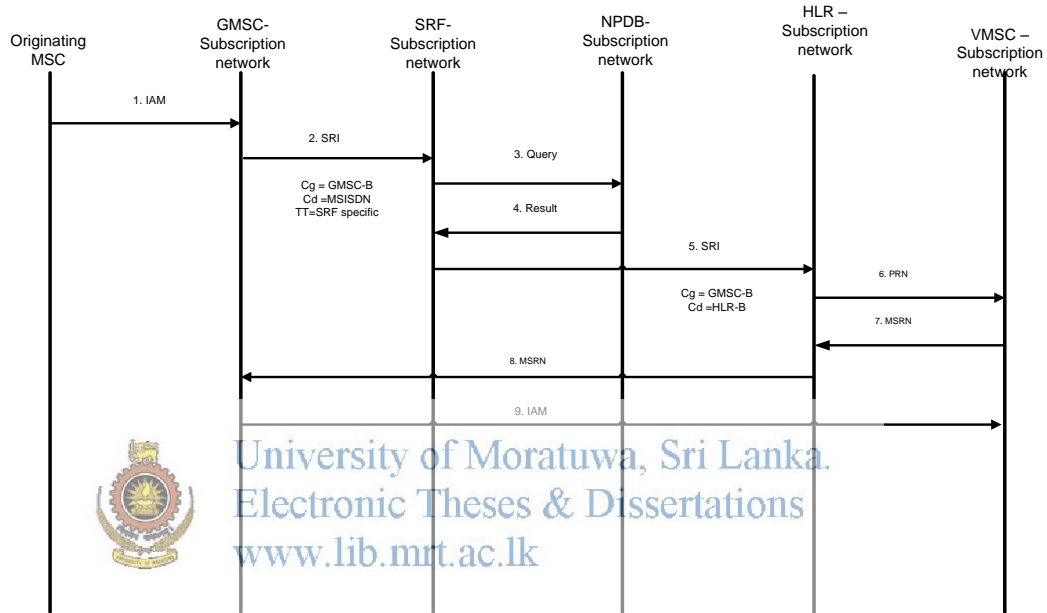 Originating
MSC
GMSC-
Subscription
network
SRF-
Subscription
network
NPDB-
Subscription
network
HLR –
Subscription
network
VMSC –
Subscription
network
1. IAM
2. SRI
Cg = GMSC-B
Cd =MSISDN
TT=SRF specific
3. Query
4. Result
5. SRI
Cg = GMSC-B
Cd =HLR-B
6. PRN
7. MSRN
8. MSRN
9. IAM
University of Moratuwa, Sri Lanka.
Electronic Theses & Dissertations
www.lib.mrt.ac.lk